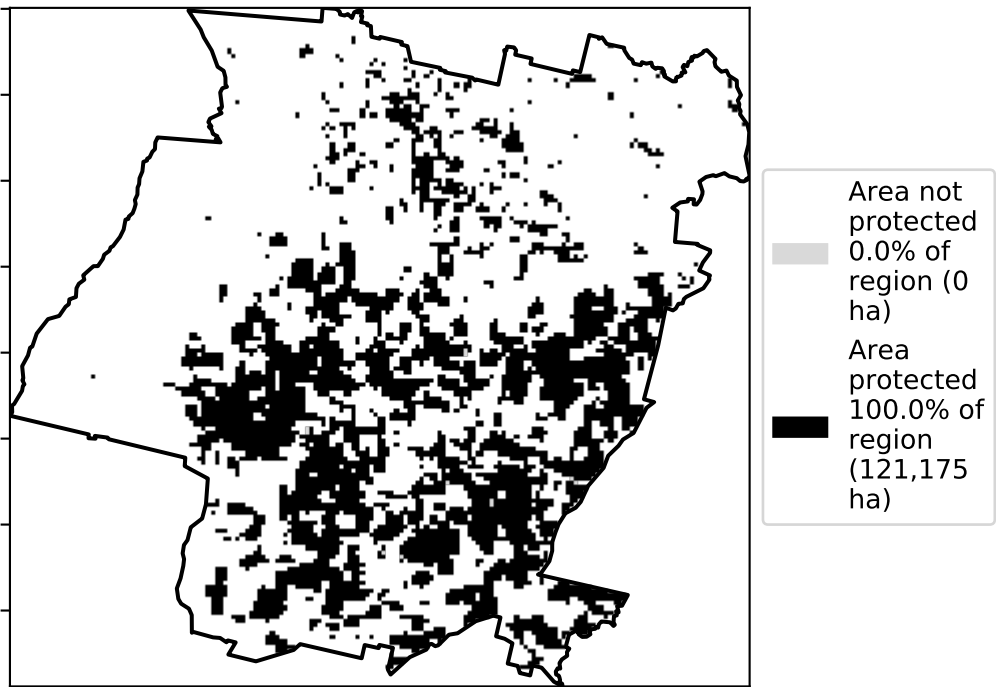 Area not
protected
0.0% of
region (0
ha)
Area
protected
100.0% of
region
(121,175
ha)